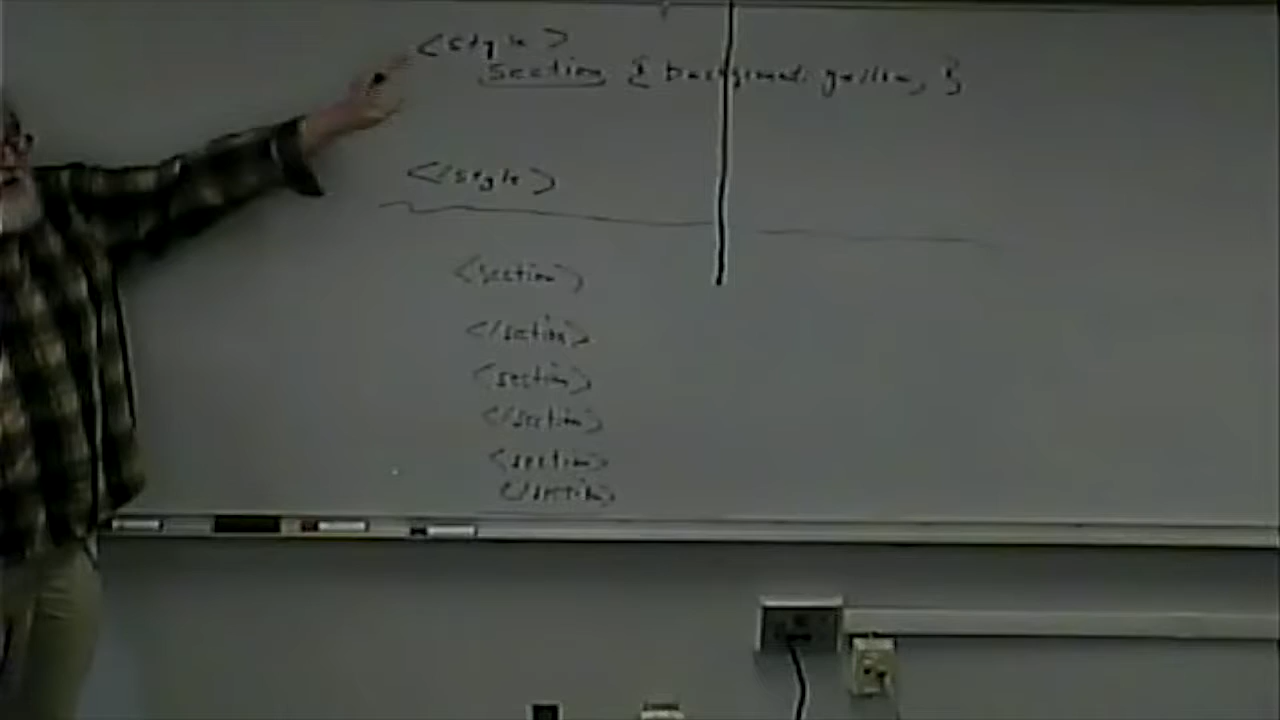 <style>
section { background: yellow; }
</style>
<section>
</section>
<section>
</section>
<section>
</section>